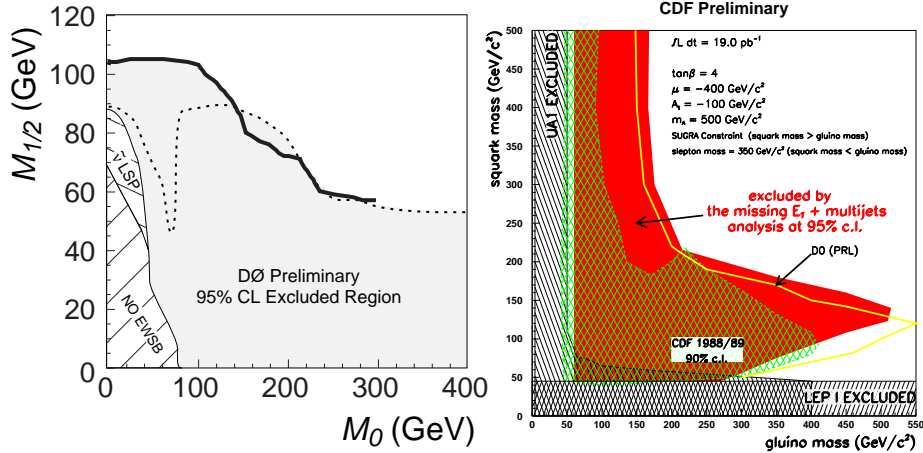 M1/2 (GeV)
120
100
80
60
40
20
0
ν̃ LSP
NO EWSB
DØ Preliminary
95% CL Excluded Region
0 100 200 300 400
M0 (GeV)
CDF Preliminary
squark mass (GeV/c²)
500
450
400
350
300
250
200
150
100
50
0
UA1 EXCLUDED
∫L dt = 19.0 pb⁻¹
tanβ = 4
μ = −400 GeV/c²
At = −100 GeV/c²
mA = 500 GeV/c²
SUGRA Constraint (squark mass > gluino mass)
slepton mass = 350 GeV/c² (squark mass < gluino mass)
excluded by
the missing ET + multijets
analysis at 95% c.l.
D0 (PRL)
CDF 1988/89
90% c.l.
LEP I EXCLUDED
0 50 100 150 200 250 300 350 400 450 500 550
gluino mass (GeV/c²)